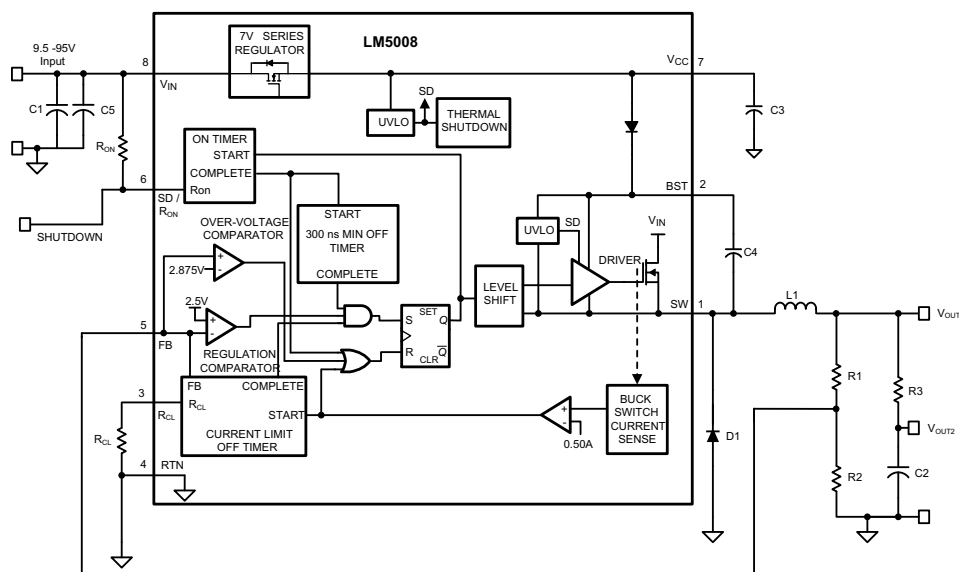 LM5008
7V SERIES
REGULATOR
9.5 -95V
Input
8
V_IN
V_CC
7
C1
C5
R_ON
C3
UVLO
SD
THERMAL
SHUTDOWN
ON TIMER
START
COMPLETE
Ron
6
SD /
R_ON
SHUTDOWN
BST
2
START
300 ns MIN OFF
TIMER
COMPLETE
OVER-VOLTAGE
COMPARATOR
+
-
2.875V
UVLO
SD
V_IN
DRIVER
C4
LEVEL
SHIFT
SW
1
L1
V_OUT
2.5V
+
-
5
FB
REGULATION
COMPARATOR
SET
S
Q
R
Q
CLR
FB
COMPLETE
3
R_CL
R_CL
START
CURRENT LIMIT
OFF TIMER
R_CL
4
RTN
+
-
0.50A
BUCK
SWITCH
CURRENT
SENSE
D1
R1
R3
V_OUT2
R2
C2